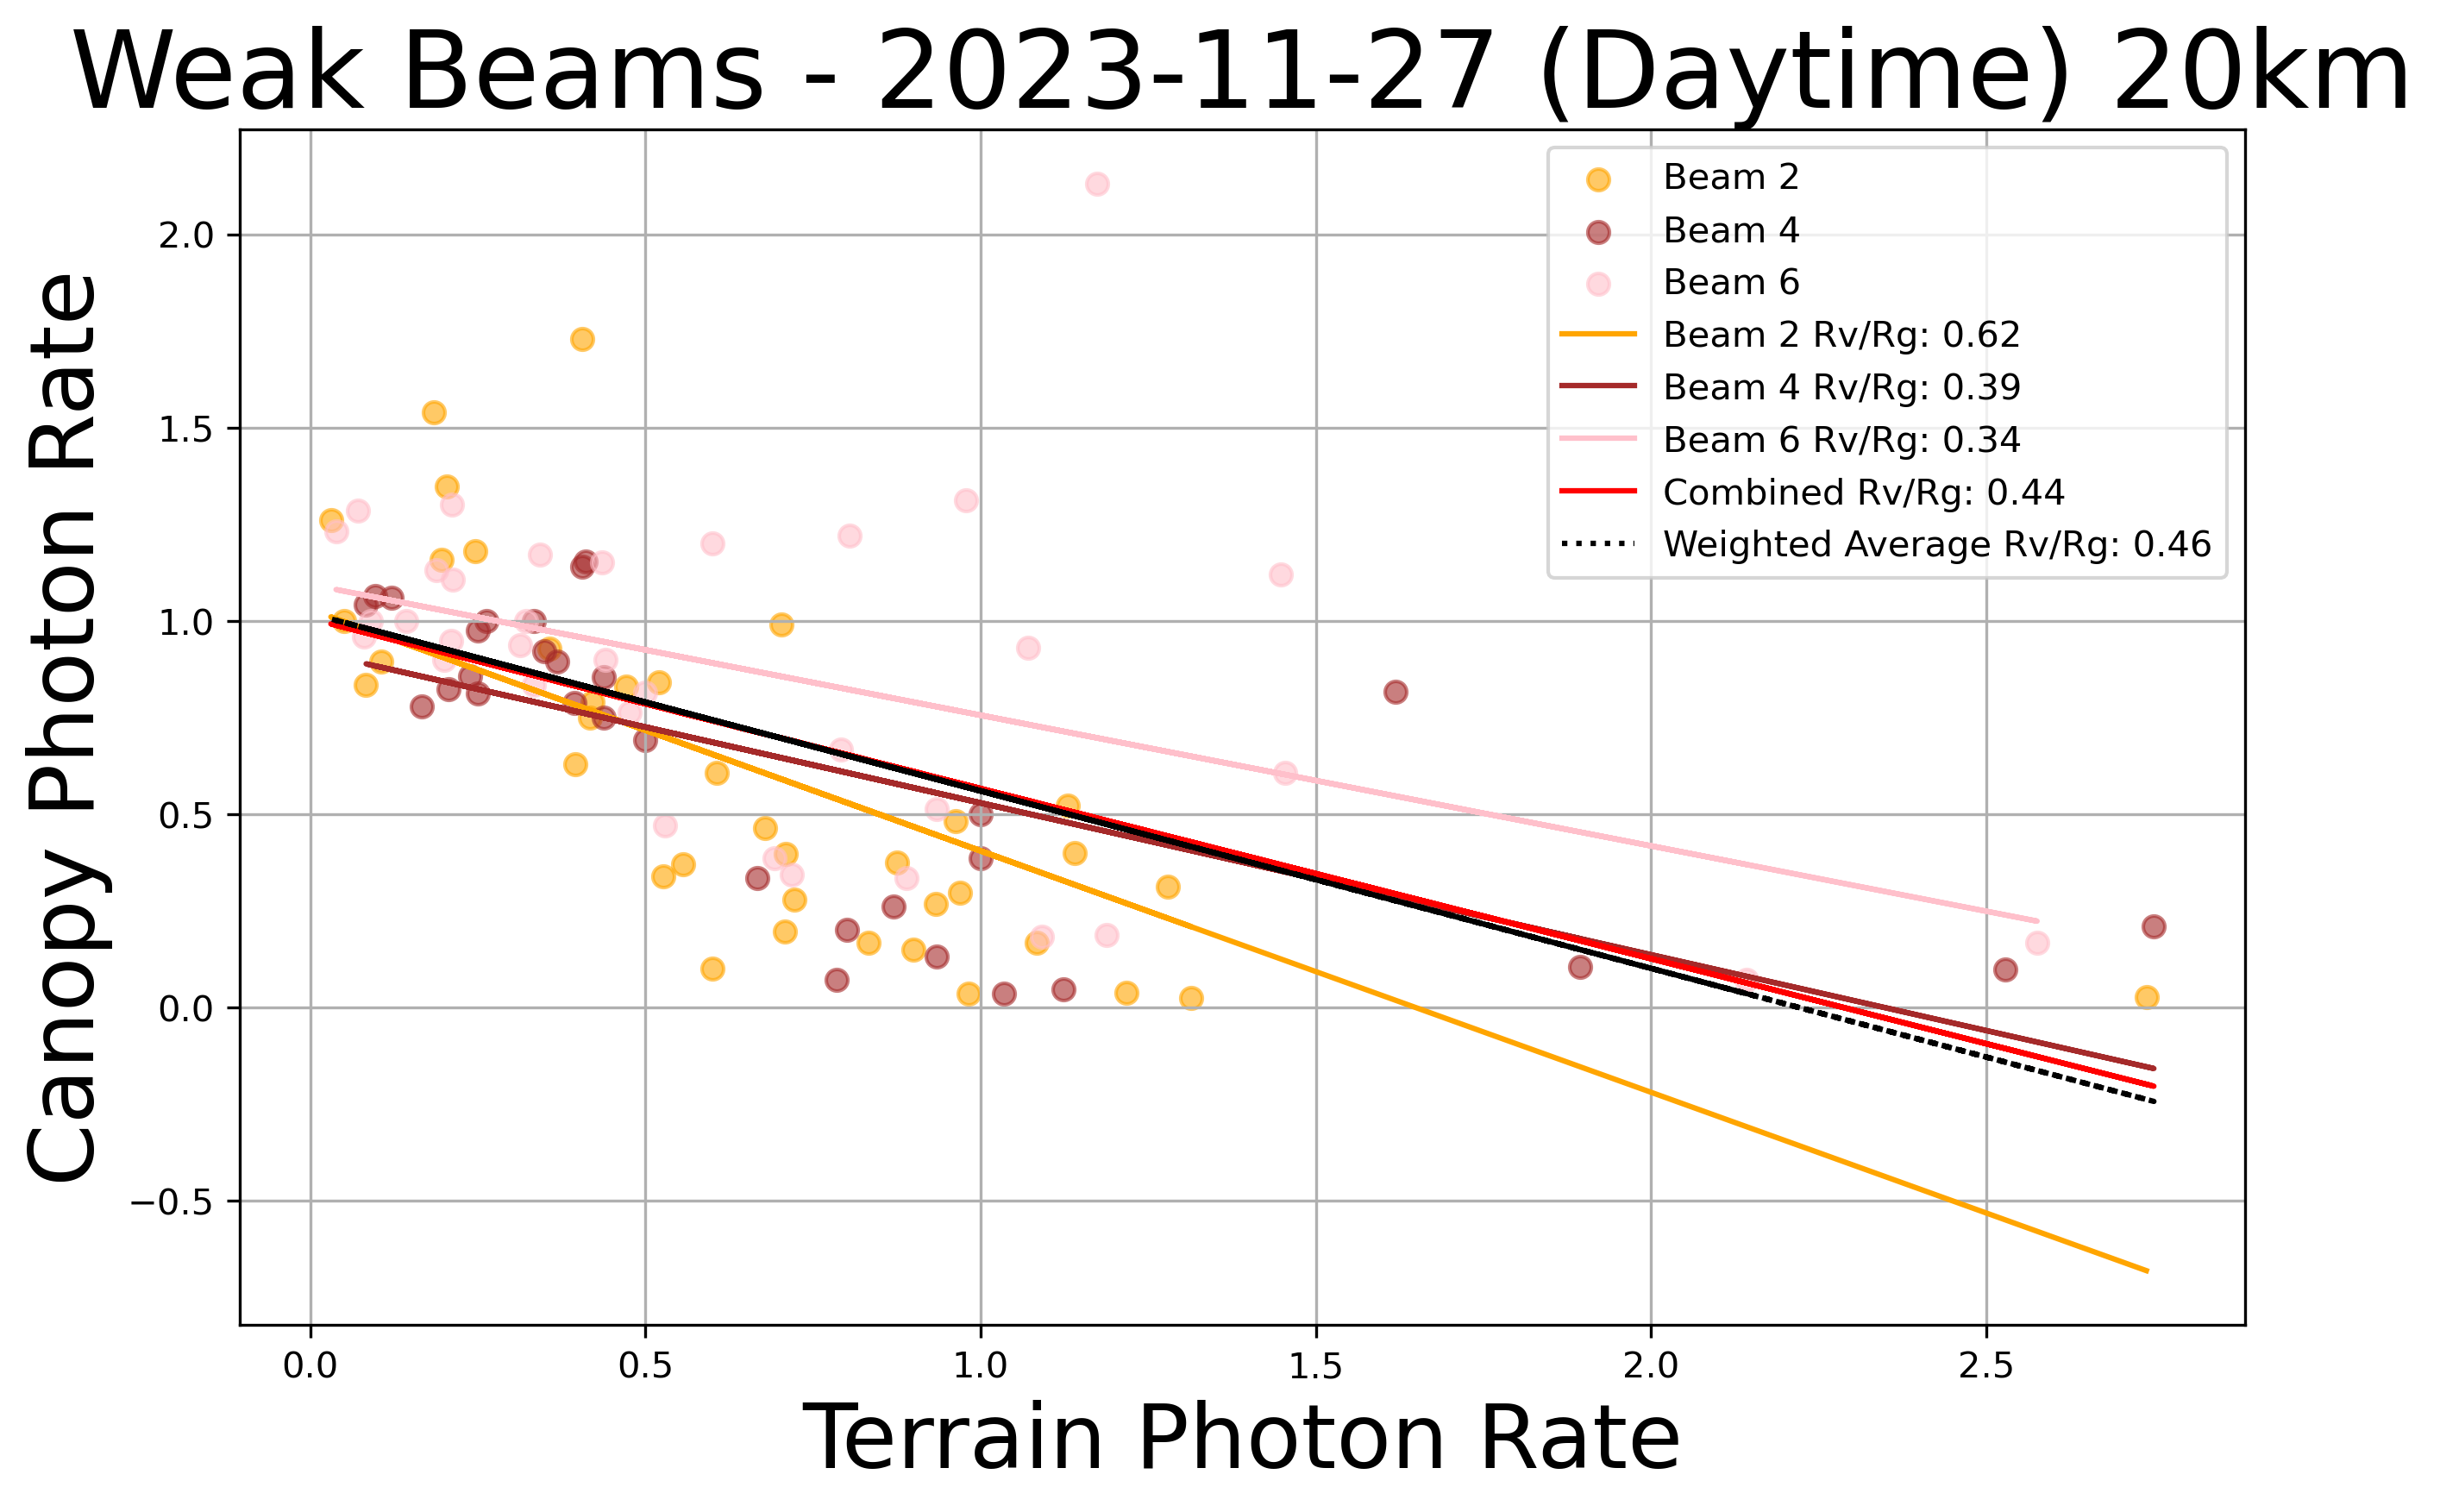 Weak Beams - 2023-11-27 (Daytime) 20km
Canopy Photon Rate
2.0
1.5
1.0
0.5
0.0
−0.5
Beam 2
Beam 4
Beam 6
Beam 2 Rv/Rg: 0.62
Beam 4 Rv/Rg: 0.39
Beam 6 Rv/Rg: 0.34
Combined Rv/Rg: 0.44
Weighted Average Rv/Rg: 0.46
0.0 0.5 1.0 1.5 2.0 2.5
Terrain Photon Rate